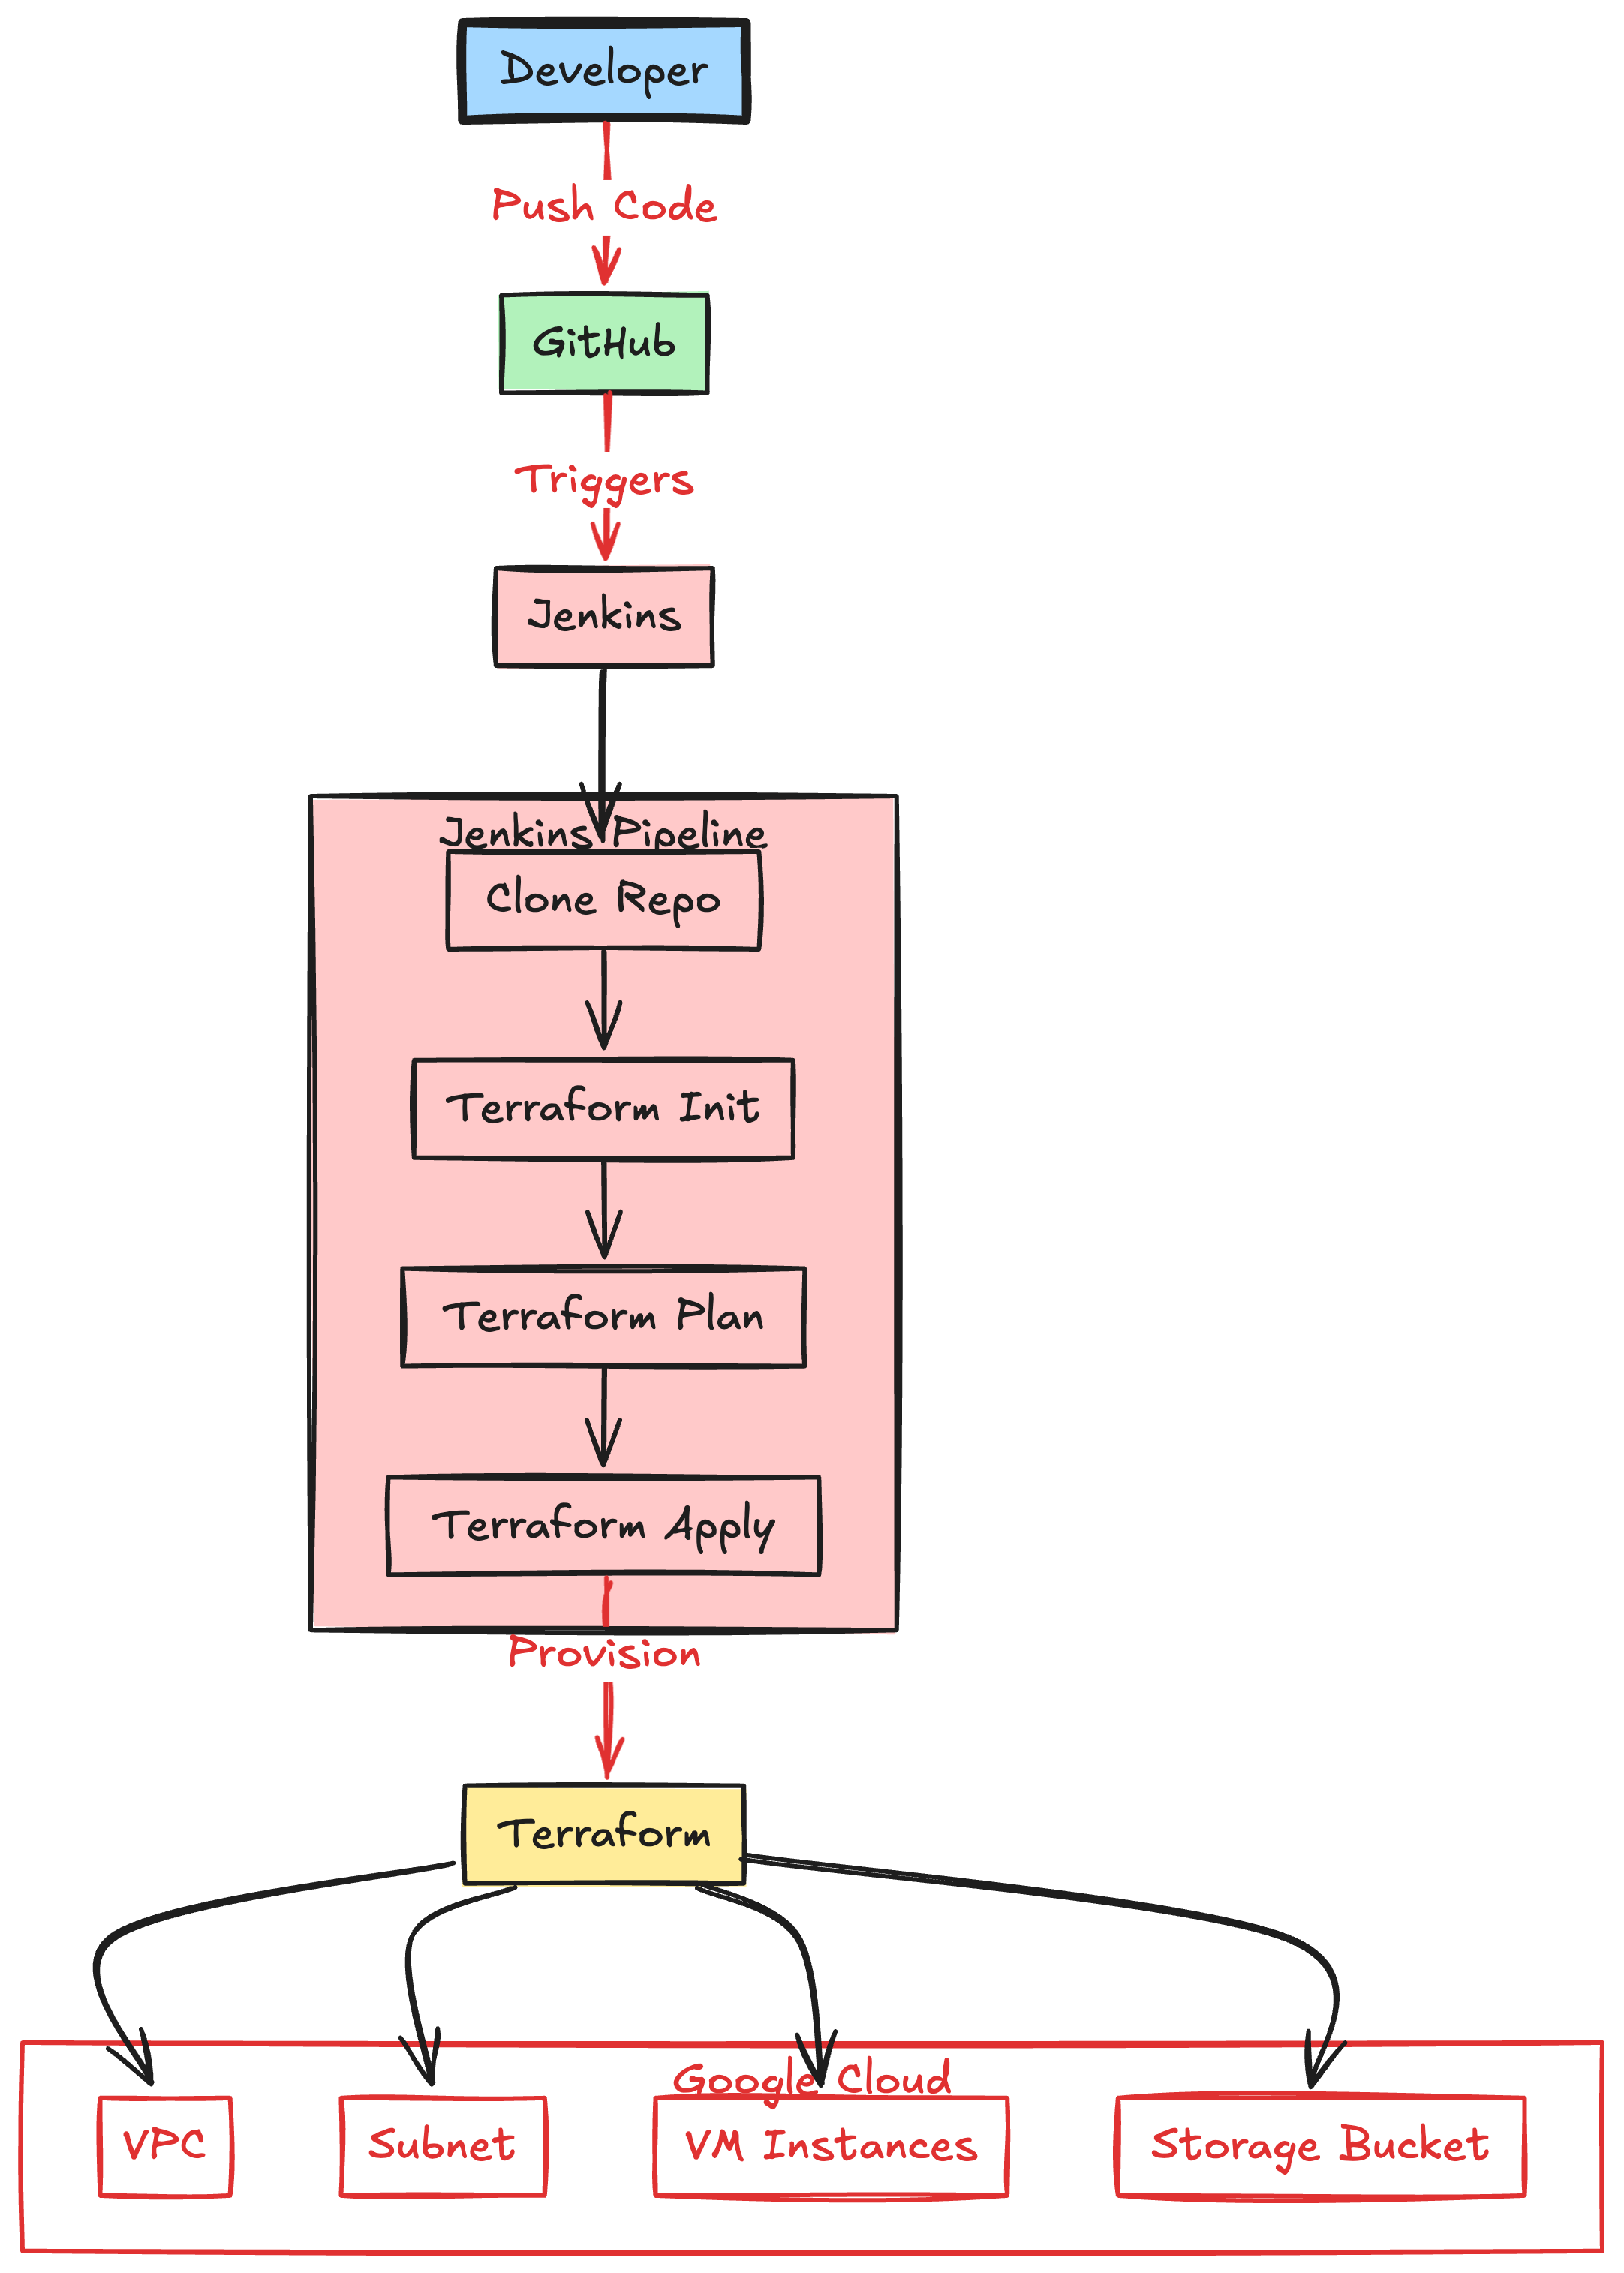 Developer
Push Code
GitHub
Triggers
Jenkins
Jenkins Pipeline
Clone Repo
Terraform Init
Terraform Plan
Terraform Apply
Provision
Terraform
Google Cloud
VPC
Subnet
VM Instances
Storage Bucket